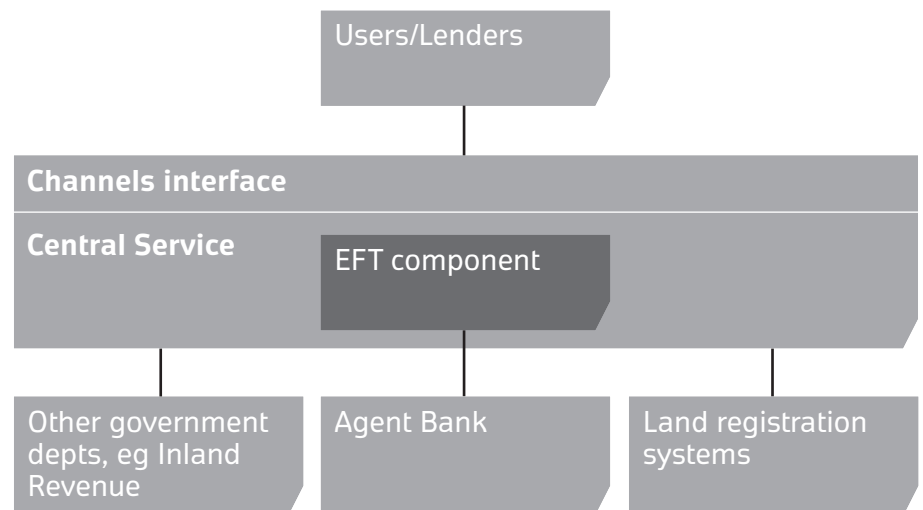 Users/Lenders
Channels interface
Central Service
EFT component
Other government
depts, eg Inland
Revenue
Agent Bank
Land registration
systems